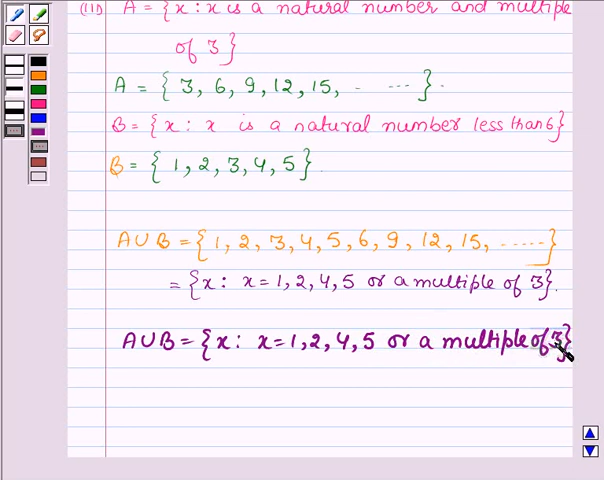 (iii) A = {x : x is a natural number and multiple
of 3}
A = {3, 6, 9, 12, 15, . ....}.
B = {x : x is a natural number less than 6}
B = {1, 2, 3, 4, 5}.
A∪B = {1, 2, 3, 4, 5, 6, 9, 12, 15, ......}
= {x : x = 1, 2, 4, 5 or a multiple of 3}.
A∪B = {x : x = 1, 2, 4, 5 or a multiple of 3}